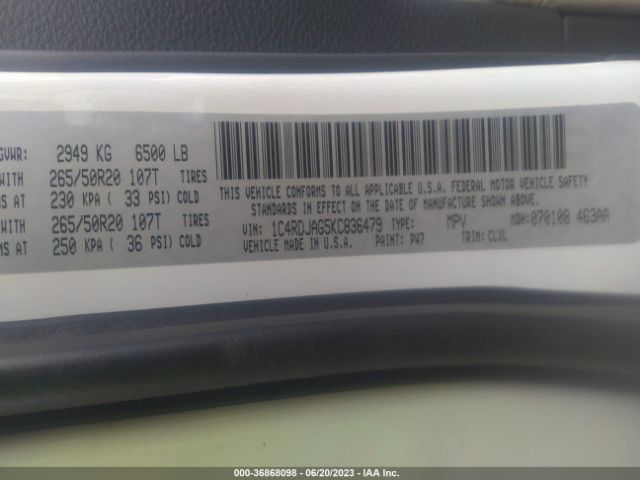 GVWR: 2949 KG 6500 LB
WITH 265/50R20 107T TIRES
MS AT 230 KPA ( 33 PSI) COLD
WITH 265/50R20 107T TIRES
MS AT 250 KPA ( 36 PSI) COLD
THIS VEHICLE CONFORMS TO ALL APPLICABLE U.S.A. FEDERAL MOTOR VEHICLE SAFETY
STANDARDS IN EFFECT ON THE DATE OF MANUFACTURE SHOWN ABOVE.
VIN: 1C4RDJAG5KC836479 TYPE: MPV MDH: 070108 463AA
VEHICLE MADE IN U.S.A. PAINT: PW7 TRIM: CLXL
000-36868098 - 06/20/2023 - IAA Inc.